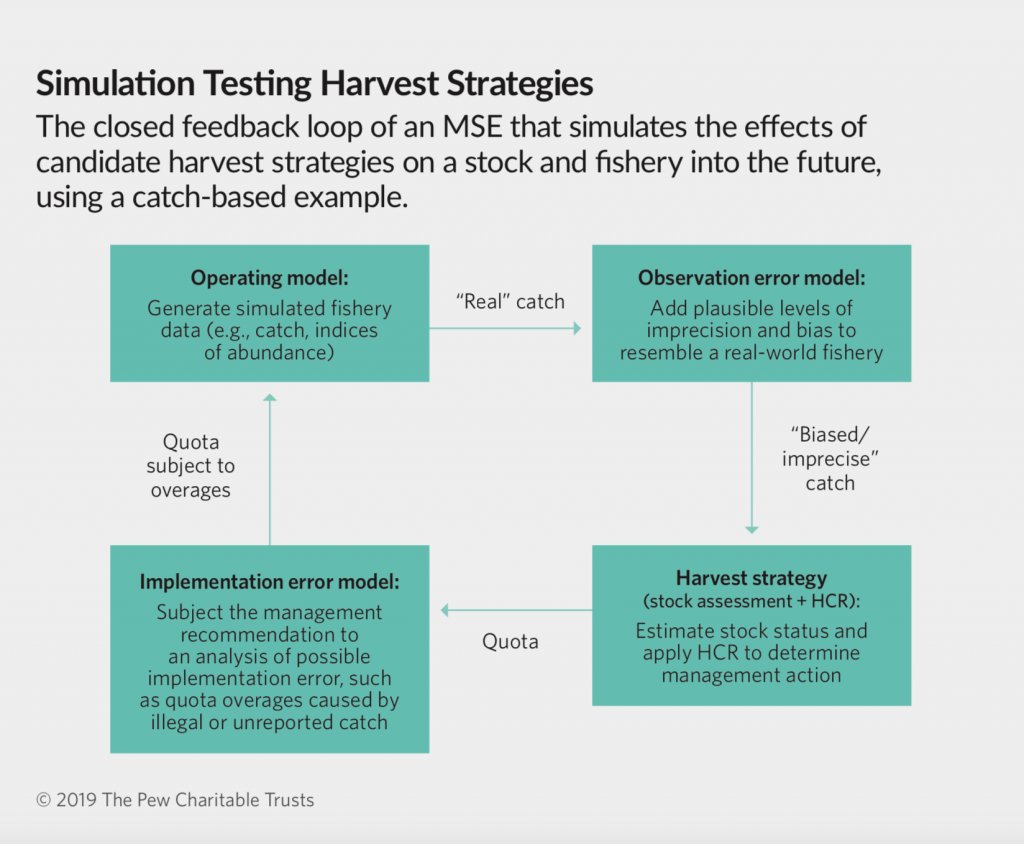 Simulation Testing Harvest Strategies
The closed feedback loop of an MSE that simulates the effects of
candidate harvest strategies on a stock and fishery into the future,
using a catch-based example.
Operating model:
Generate simulated fishery
data (e.g., catch, indices
of abundance)
“Real” catch
Observation error model:
Add plausible levels of
imprecision and bias to
resemble a real-world fishery
“Biased/
imprecise”
catch
Harvest strategy
(stock assessment + HCR):
Estimate stock status and
apply HCR to determine
management action
Quota
Implementation error model:
Subject the management
recommendation to
an analysis of possible
implementation error, such
as quota overages caused by
illegal or unreported catch
Quota
subject to
overages
© 2019 The Pew Charitable Trusts